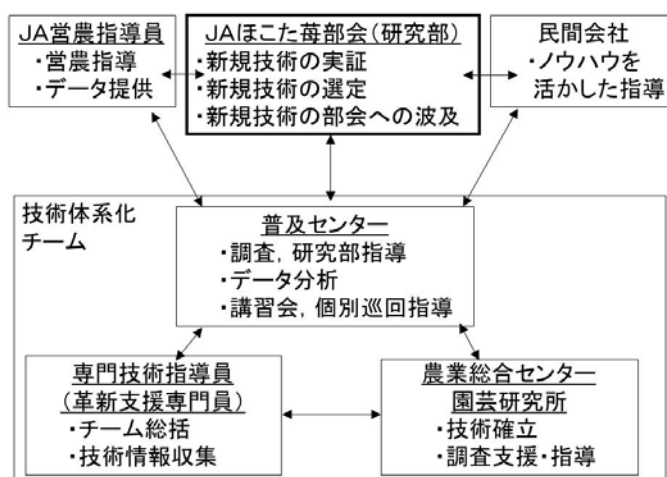 JA営農指導員
・営農指導
・データ提供
JAほこた苺部会(研究部)
・新規技術の実証
・新規技術の選定
・新規技術の部会への波及
民間会社
・ノウハウを
活かした指導
技術体系化
チーム
普及センター
・調査, 研究部指導
・データ分析
・講習会, 個別巡回指導
専門技術指導員
(革新支援専門員)
・チーム総括
・技術情報収集
農業総合センター
園芸研究所
・技術確立
・調査支援・指導